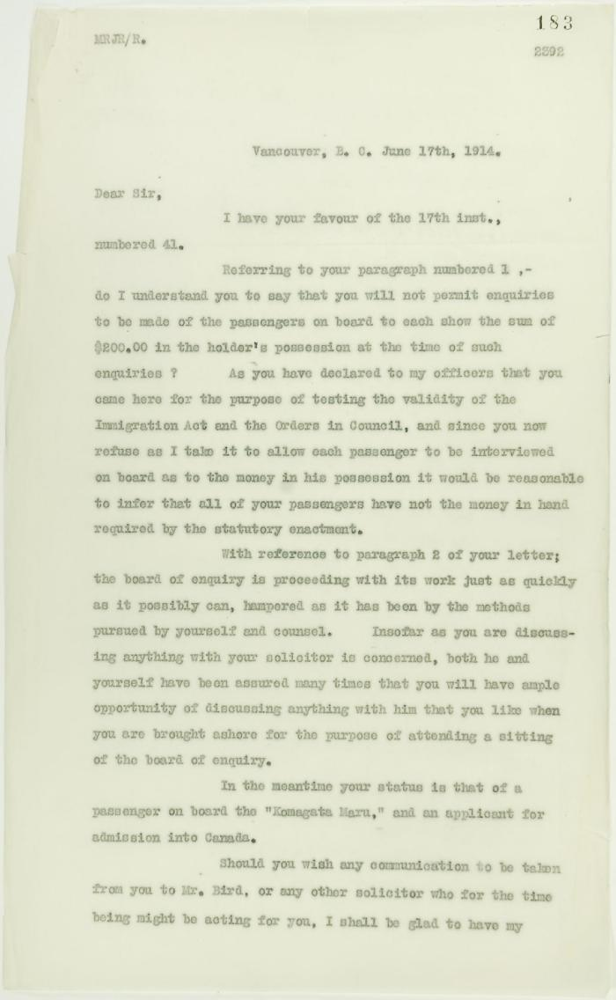 183
MRJR/R.
2392
Vancouver, B. C. June 17th, 1914.
Dear Sir,
I have your favour of the 17th inst.,
numbered 41.
Referring to your paragraph numbered 1 ,-
do I understand you to say that you will not permit enquiries
to be made of the passengers on board to each show the sum of
$200.00 in the holder's possession at the time of such
enquiries ? As you have declared to my officers that you
came here for the purpose of testing the validity of the
Immigration Act and the Orders in Council, and since you now
refuse as I take it to allow each passenger to be interviewed
on board as to the money in his possession it would be reasonable
to infer that all of your passengers have not the money in hand
required by the statutory enactment.
With reference to paragraph 2 of your letter;
the board of enquiry is proceeding with its work just as quickly
as it possibly can, hampered as it has been by the methods
pursued by yourself and counsel. Insofar as you are discuss-
ing anything with your solicitor is concerned, both he and
yourself have been assured many times that you will have ample
opportunity of discussing anything with him that you like when
you are brought ashore for the purpose of attending a sitting
of the board of enquiry.
In the meantime your status is that of a
passenger on board the "Komagata Maru," and an applicant for
admission into Canada.
Should you wish any communication to be taken
from you to Mr. Bird, or any other solicitor who for the time
being might be acting for you, I shall be glad to have my